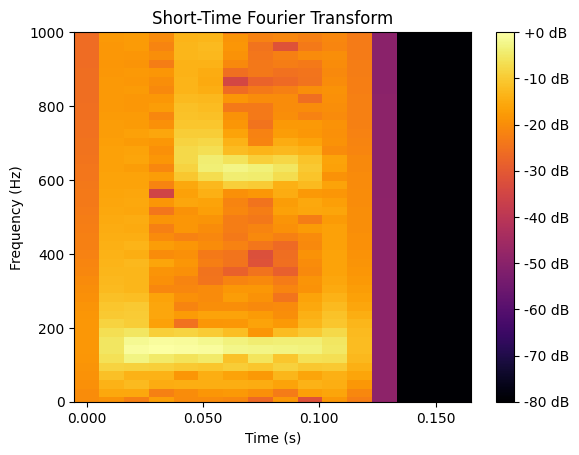 Short-Time Fourier Transform
1000
800
600
400
200
0
Frequency (Hz)
0.000
0.050
0.100
0.150
Time (s)
+0 dB
-10 dB
-20 dB
-30 dB
-40 dB
-50 dB
-60 dB
-70 dB
-80 dB